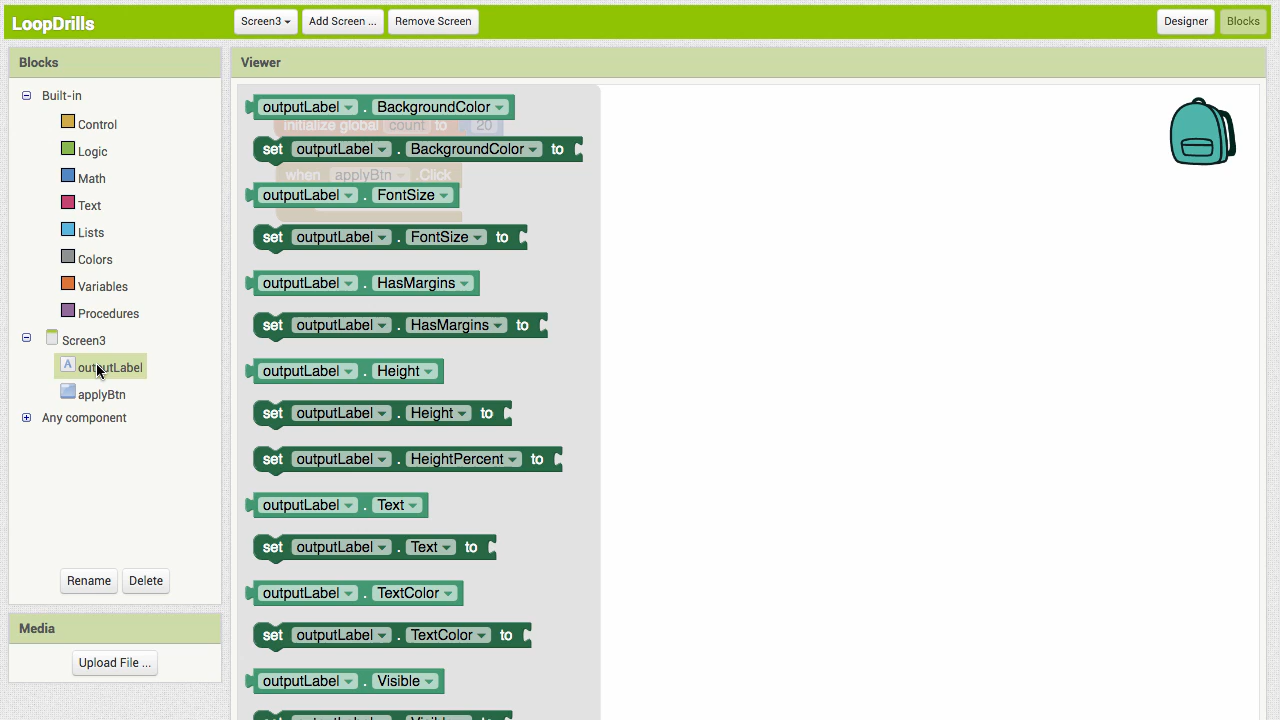 LoopDrills
Screen3
Add Screen ...
Remove Screen
Designer
Blocks
Blocks
Built-in
Control
Logic
Math
Text
Lists
Colors
Variables
Procedures
Screen3
outputLabel
applyBtn
Any component
Rename
Delete
Media
Upload File ...
Viewer
outputLabel . BackgroundColor
initialize global count to 20
set outputLabel . BackgroundColor to
when applyBtn .Click
outputLabel . FontSize
set outputLabel . FontSize to
outputLabel . HasMargins
set outputLabel . HasMargins to
outputLabel . Height
set outputLabel . Height to
set outputLabel . HeightPercent to
outputLabel . Text
set outputLabel . Text to
outputLabel . TextColor
set outputLabel . TextColor to
outputLabel . Visible